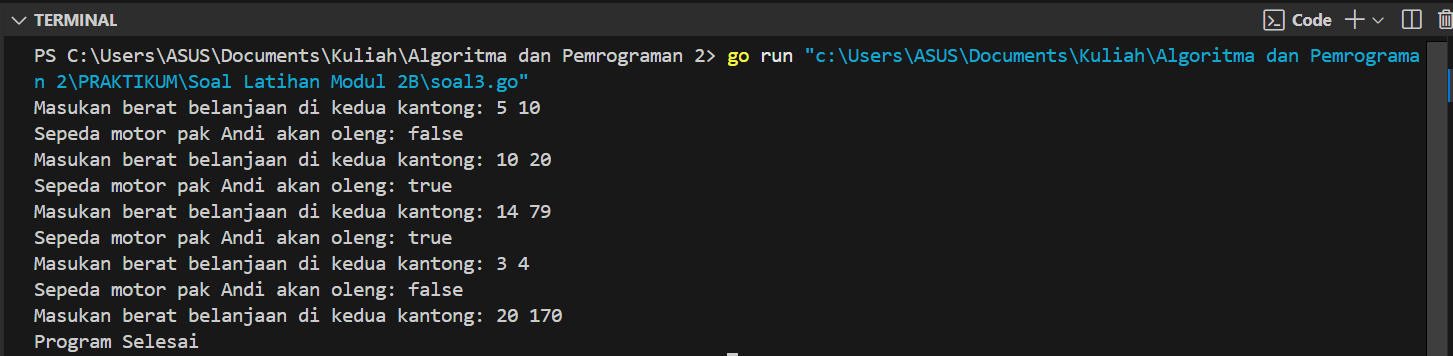 TERMINAL
Code
PS C:\Users\ASUS\Documents\Kuliah\Algoritma dan Pemrograman 2> go run "c:\Users\ASUS\Documents\Kuliah\Algoritma dan Pemrograma
n 2\PRAKTIKUM\Soal Latihan Modul 2B\soal3.go"
Masukan berat belanjaan di kedua kantong: 5 10
Sepeda motor pak Andi akan oleng: false
Masukan berat belanjaan di kedua kantong: 10 20
Sepeda motor pak Andi akan oleng: true
Masukan berat belanjaan di kedua kantong: 14 79
Sepeda motor pak Andi akan oleng: true
Masukan berat belanjaan di kedua kantong: 3 4
Sepeda motor pak Andi akan oleng: false
Masukan berat belanjaan di kedua kantong: 20 170
Program Selesai